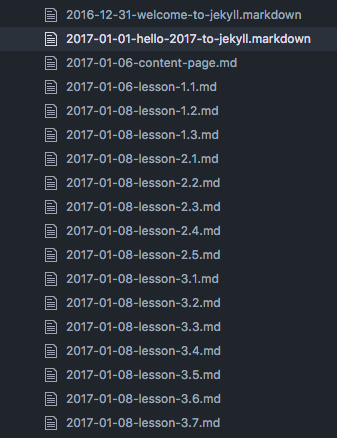 2016-12-31-welcome-to-jekyll.markdown
2017-01-01-hello-2017-to-jekyll.markdown
2017-01-06-content-page.md
2017-01-06-lesson-1.1.md
2017-01-08-lesson-1.2.md
2017-01-08-lesson-1.3.md
2017-01-08-lesson-2.1.md
2017-01-08-lesson-2.2.md
2017-01-08-lesson-2.3.md
2017-01-08-lesson-2.4.md
2017-01-08-lesson-2.5.md
2017-01-08-lesson-3.1.md
2017-01-08-lesson-3.2.md
2017-01-08-lesson-3.3.md
2017-01-08-lesson-3.4.md
2017-01-08-lesson-3.5.md
2017-01-08-lesson-3.6.md
2017-01-08-lesson-3.7.md